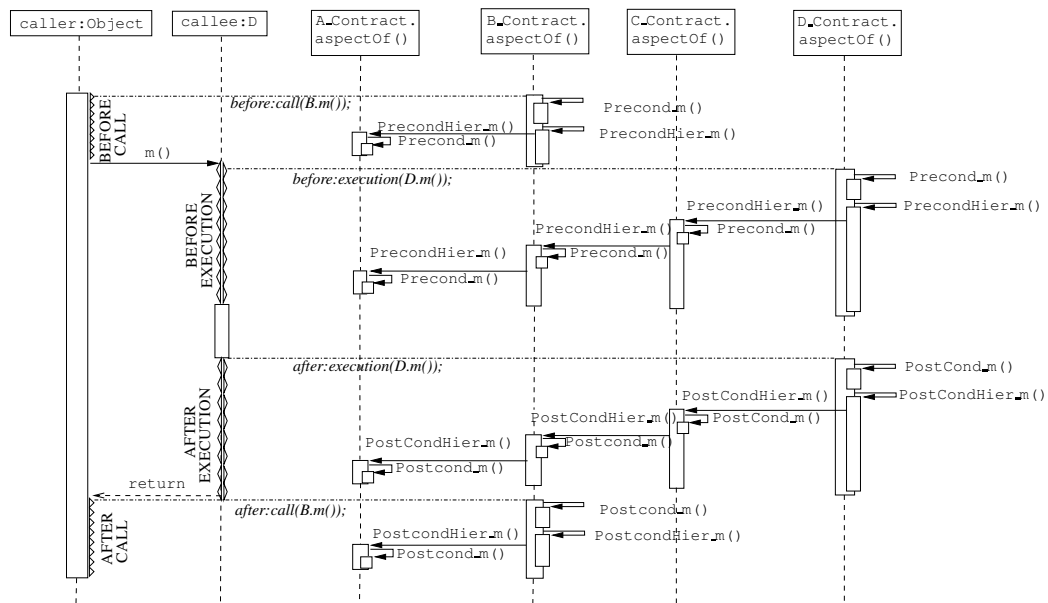 caller:Object
callee:D
A_Contract.
aspectOf()
B_Contract.
aspectOf()
C_Contract.
aspectOf()
D_Contract.
aspectOf()
BEFORE
CALL
before:call(B.m());
Precond_m()
PrecondHier_m()
PrecondHier_m()
Precond_m()
m()
before:execution(D.m());
Precond_m()
BEFORE
EXECUTION
PrecondHier_m()
PrecondHier_m()
Precond_m()
PrecondHier_m()
Precond_m()
PrecondHier_m()
Precond_m()
after:execution(D.m());
PostCond_m()
AFTER
EXECUTION
PostCondHier_m()
PostCondHier_m()
PostCond_m()
PostCondHier_m()
Postcond_m()
PostCondHier_m()
Postcond_m()
return
after:call(B.m());
Postcond_m()
AFTER
CALL
PostcondHier_m()
PostcondHier_m()
Postcond_m()